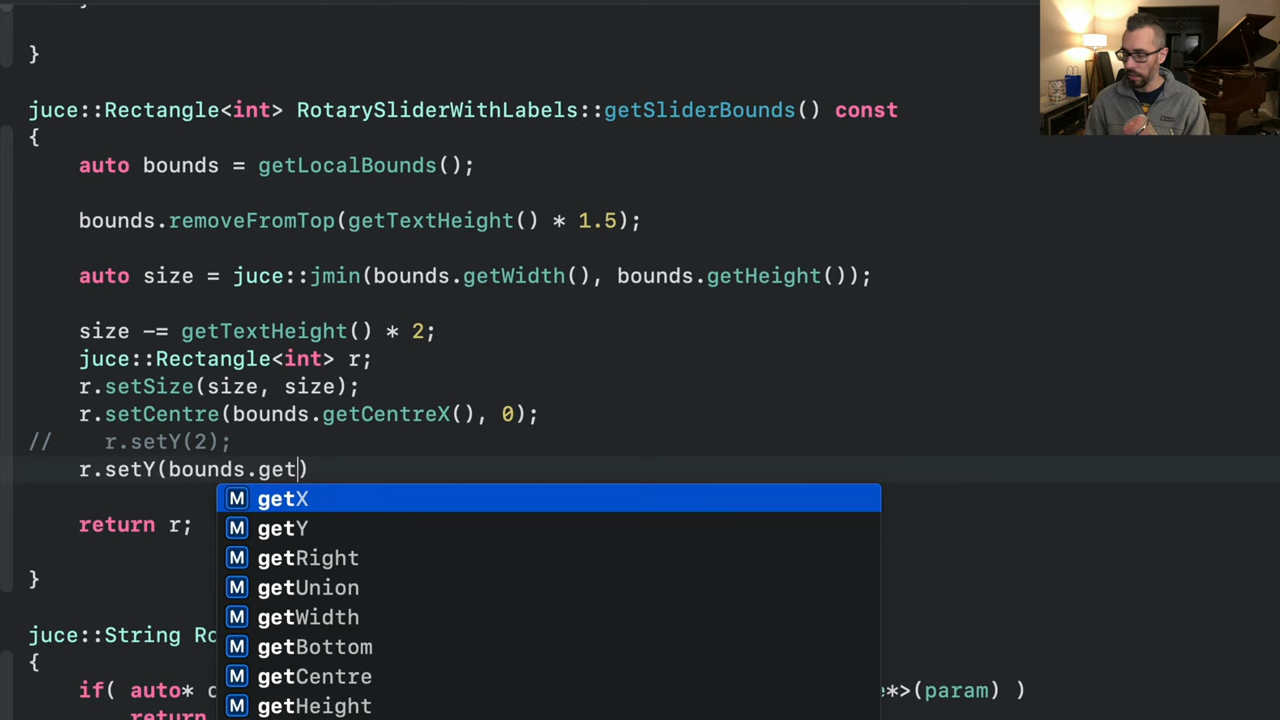 }
juce::Rectangle<int> RotarySliderWithLabels::getSliderBounds() const
{
auto bounds = getLocalBounds();
bounds.removeFromTop(getTextHeight() * 1.5);
auto size = juce::jmin(bounds.getWidth(), bounds.getHeight());
size -= getTextHeight() * 2;
juce::Rectangle<int> r;
r.setSize(size, size);
r.setCentre(bounds.getCentreX(), 0);
// r.setY(2);
r.setY(bounds.get)
M getX
M getY
M getRight
return r;
M getUnion
}
M getWidth
juce::String Ro
M getBottom
{
M getCentre
if( auto* c
e*>(param) )
M getHeight
return